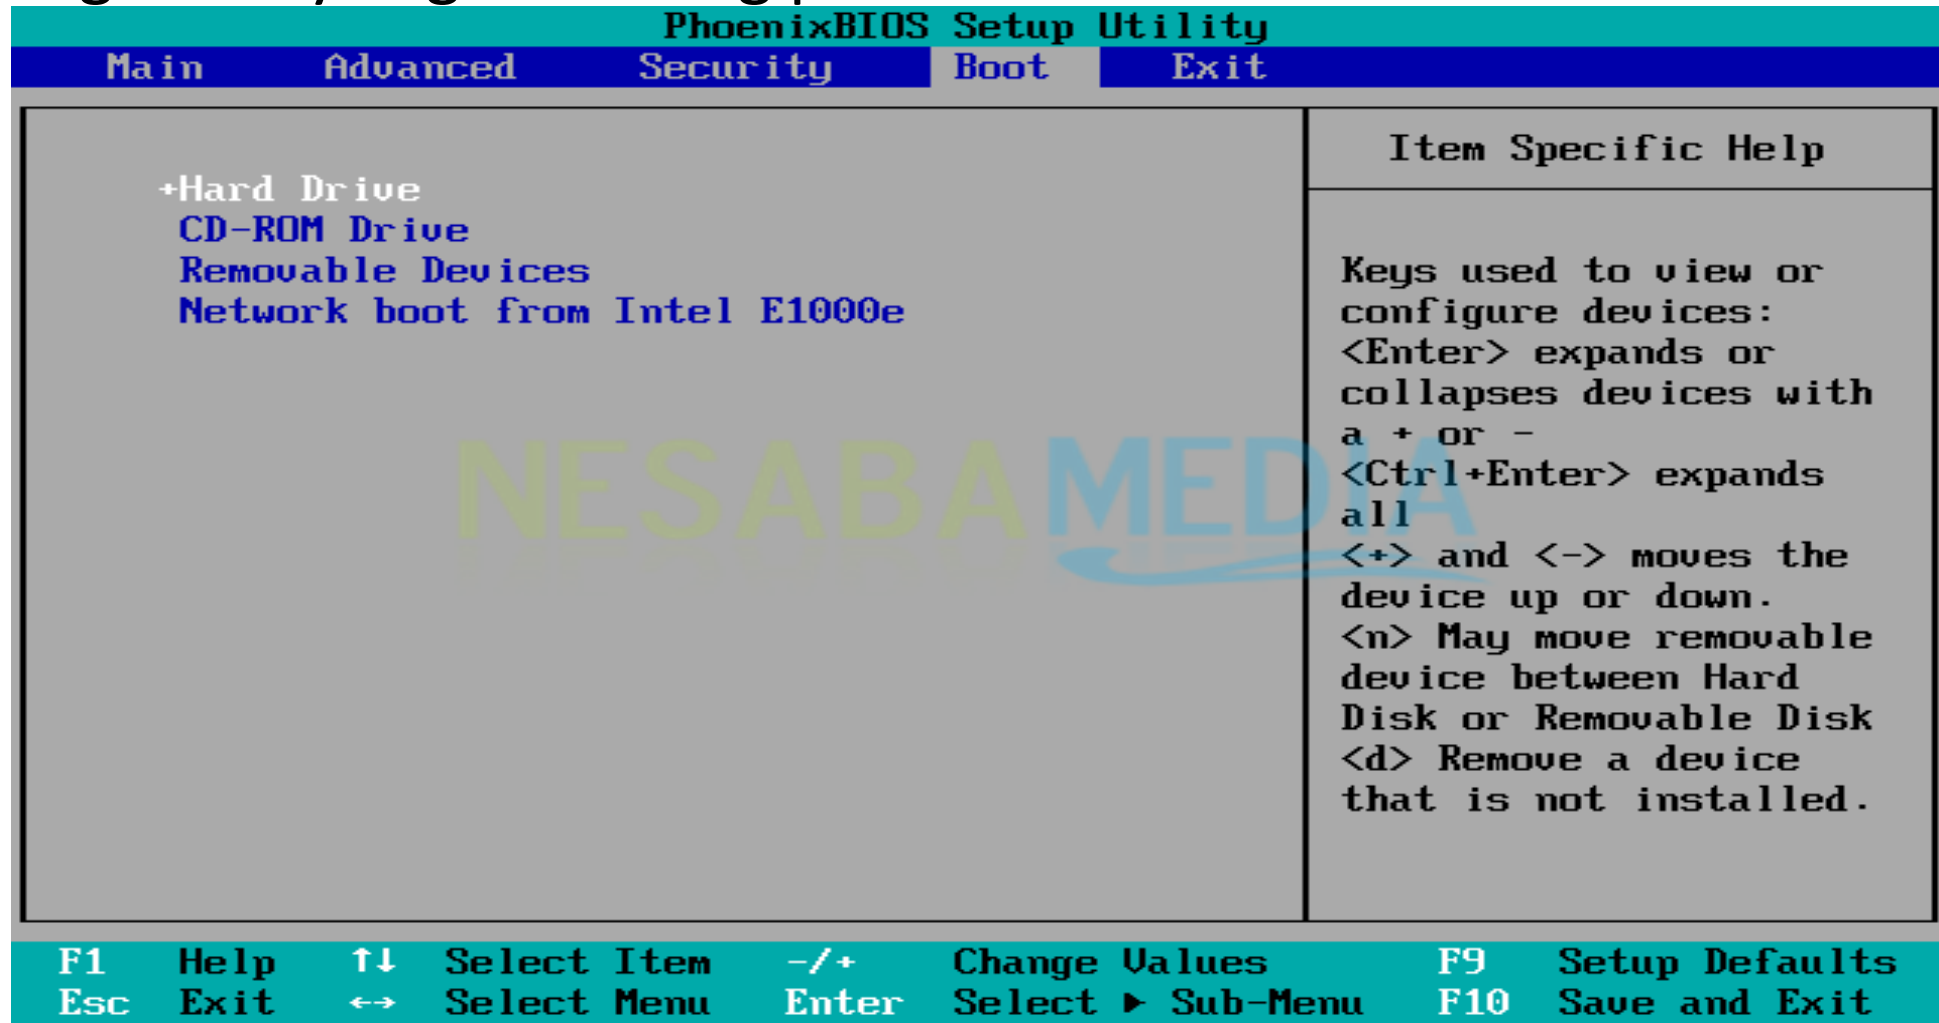 PhoenixBIOS Setup Utility
Main Advanced Security Boot Exit
+Hard Drive
CD-ROM Drive
Removable Devices
Network boot from Intel E1000e
Item Specific Help
Keys used to view or
configure devices:
<Enter> expands or
collapses devices with
a + or -
<Ctrl+Enter> expands
all
<+> and <-> moves the
device up or down.
<n> May move removable
device between Hard
Disk or Removable Disk
<d> Remove a device
that is not installed.
NESABAMEDIA
F1 Help ↑↓ Select Item -/+ Change Values F9 Setup Defaults
Esc Exit ←→ Select Menu Enter Select ▶ Sub-Menu F10 Save and Exit